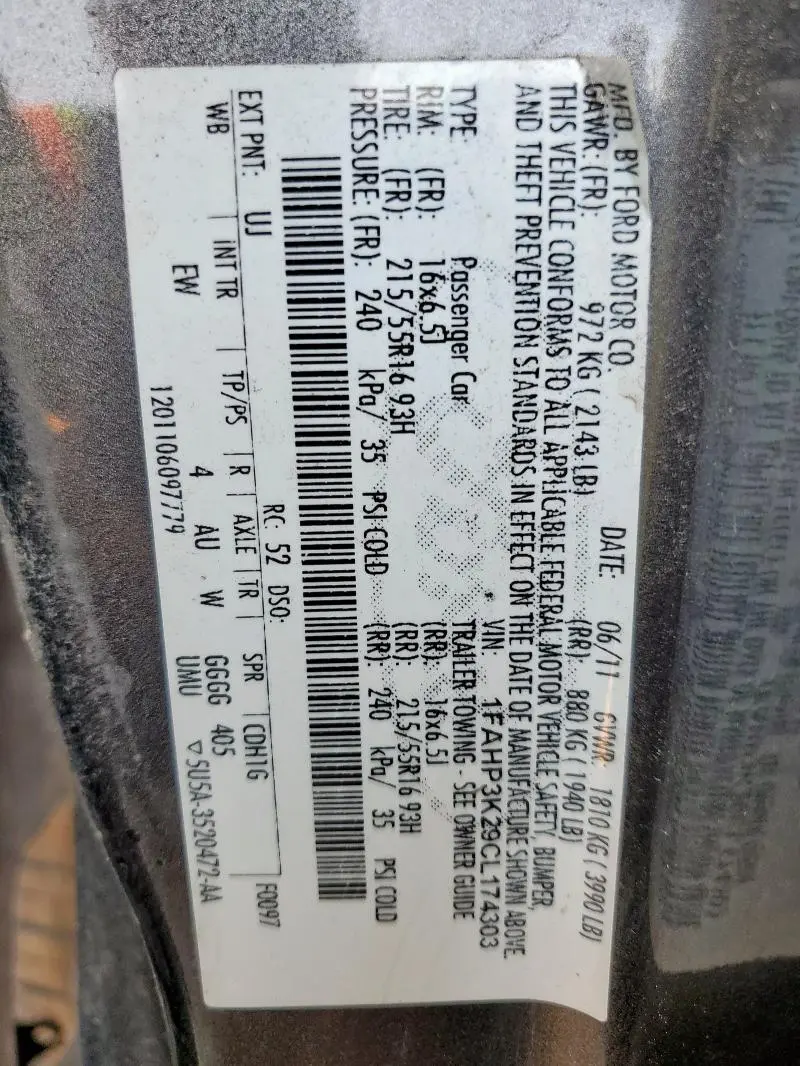 MFD. BY FORD MOTOR CO. DATE: 06/11 GVWR: 1810 KG ( 3990 LB)
GAWR: (FR): 972 KG ( 2143 LB) (RR): 880 KG ( 1940 LB)
THIS VEHICLE CONFORMS TO ALL APPLICABLE FEDERAL MOTOR VEHICLE SAFETY, BUMPER,
AND THEFT PREVENTION STANDARDS IN EFFECT ON THE DATE OF MANUFACTURE SHOWN ABOVE.
VIN: 1FAHP3K29CL174303
TYPE: Passenger Car TRAILER TOWING - SEE OWNER GUIDE
RIM: (FR): 16x6.5J (RR): 16x6.5J
TIRE: (FR): 215/55R16 93H (RR): 215/55R16 93H
PRESSURE: (FR): 240 kPa/ 35 PSI COLD (RR): 240 kPa/ 35 PSI COLD
RC: 52 DSO: F0097
EXT PNT: UJ
WB INT TR TP/PS R AXLE TR SPR CDH1G
EW 4 AU W GGGG 405
UMU ▽ 5U5A-3520472-AA
1201106097779